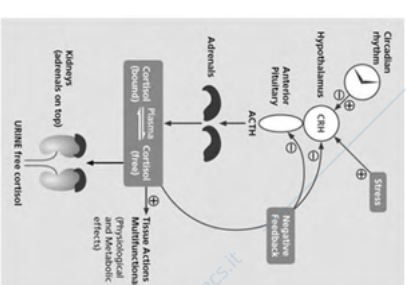 Circadian
rhythm
Hypothalamus
CRH
Stress
Anterior
Pituitary
ACTH
Negative
Feedback
Adrenals
Cortisol
(bound)
Plasma
Cortisol
(free)
Tissue Actions
Multifunctional
(Physiological
and Metabolic
effects)
Kidneys
(adrenals on top)
URINE free cortisol